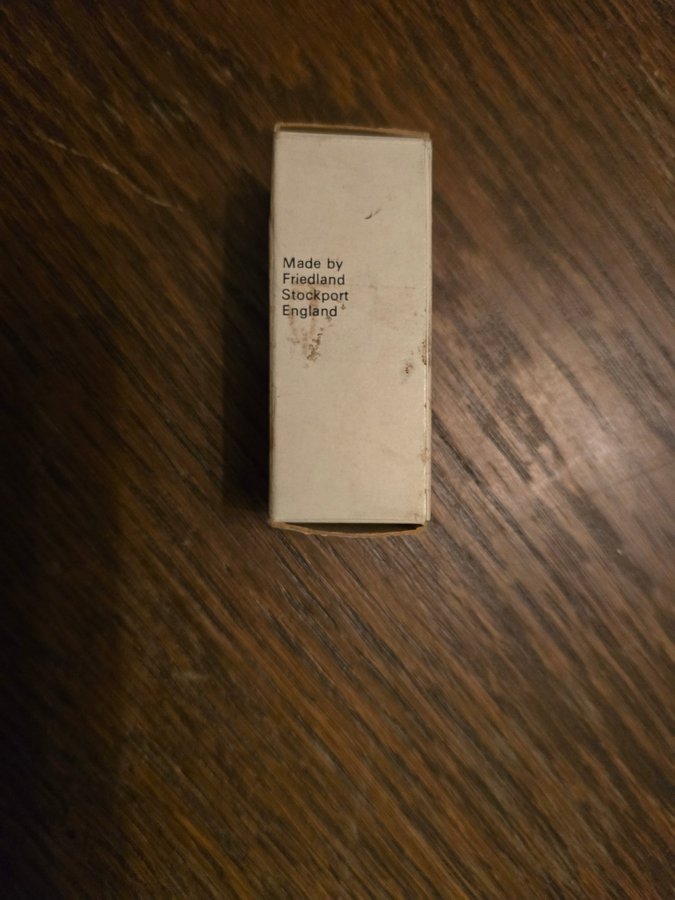 Made by
Friedland
Stockport
England